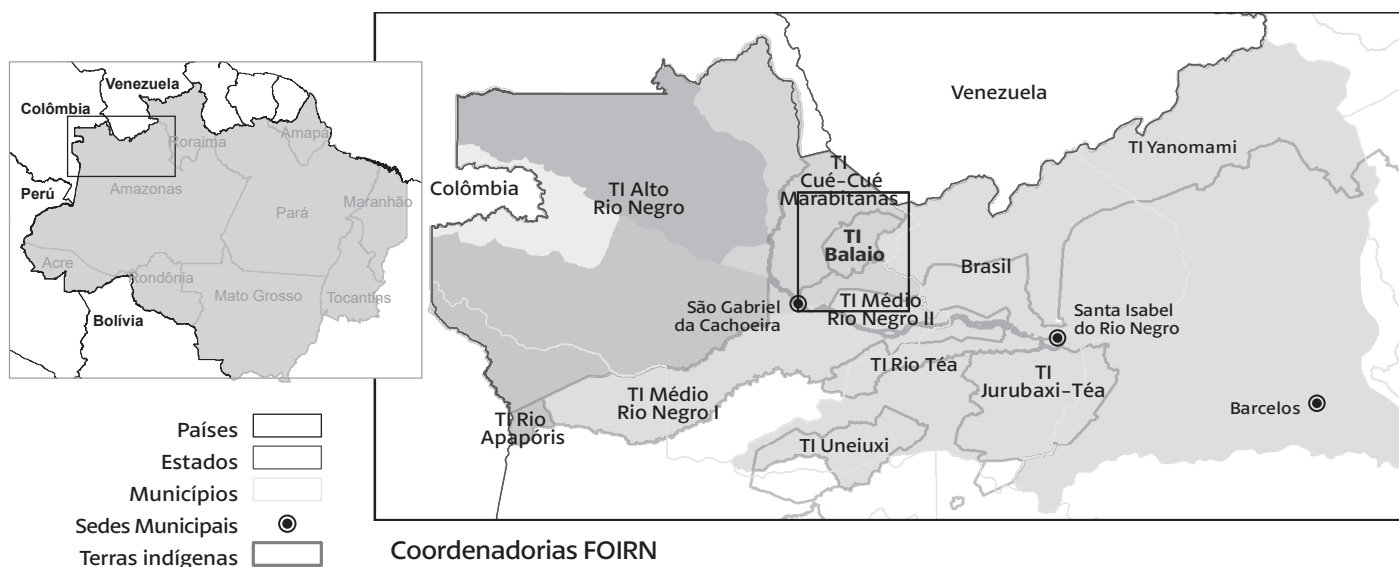 Venezuela
Colômbia
Roraima
Amapá
Perú
Amazonas
Pará
Maranhão
Acre
Rondônia
Mato Grosso
Tocantins
Bolívia
Países
Estados
Municípios
Sedes Municipais
Terras indígenas
Venezuela
TI Yanomami
TI
Cué-Cué
Marabitanas
Colômbia
TI Alto
Rio Negro
TI
Balaio
Brasil
São Gabriel
da Cachoeira
TI Médio
Rio Negro II
Santa Isabel
do Rio Negro
TI Rio Téa
TI
Jurubaxi-Téa
TI Médio
Rio Negro I
Barcelos
TI Rio
Apapóris
TI Uneiuxi
Coordenadorias FOIRN